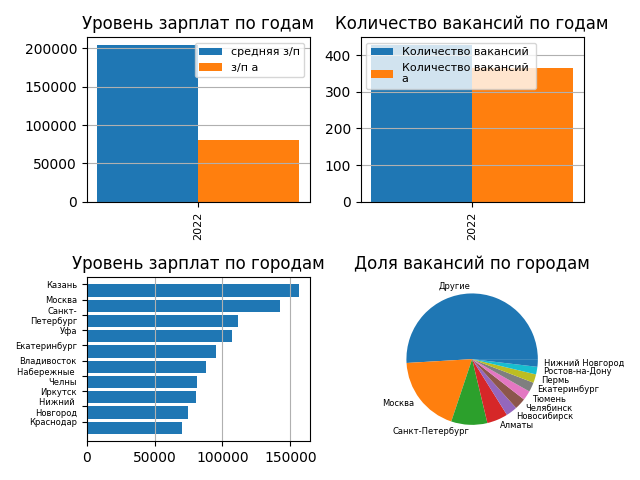 Уровень зарплат по годам
Количество вакансий по годам
200000
150000
100000
50000
0
средняя з/п
з/п а
2022
400
300
200
100
0
Количество вакансий
Количество вакансий
а
2022
Уровень зарплат по городам
Доля вакансий по городам
Казань
Москва
Санкт-
Петербург
Уфа
Екатеринбург
Владивосток
Набережные
Челны
Иркутск
Нижний
Новгород
Краснодар
0
50000
100000
150000
Другие
Москва
Санкт-Петербург
Алматы
Новосибирск
Челябинск
Тюмень
Екатеринбург
Пермь
Ростов-на-Дону
Нижний Новгород